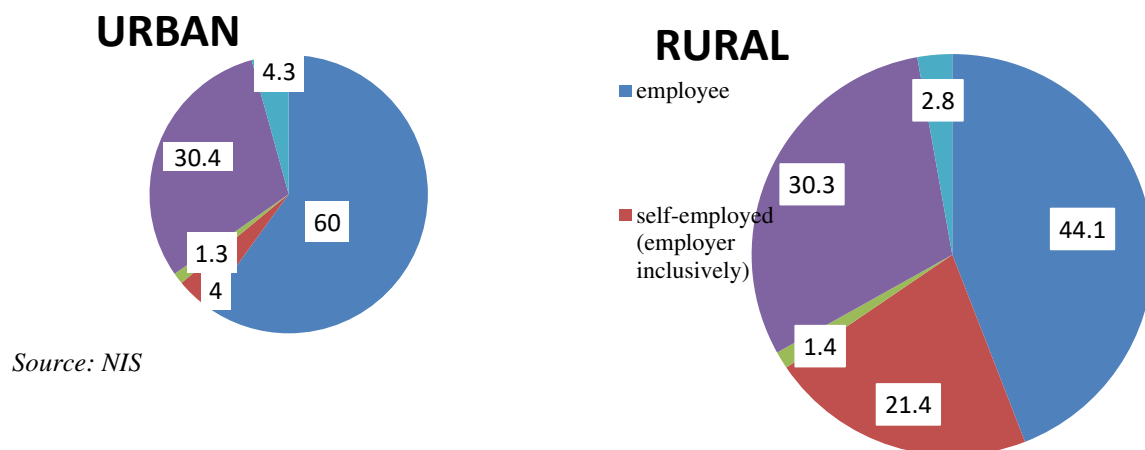 URBAN
4.3
30.4
60
1.3
4
Source: NIS
RURAL
employee
2.8
30.3
44.1
self-employed
(employer
inclusively)
1.4
21.4